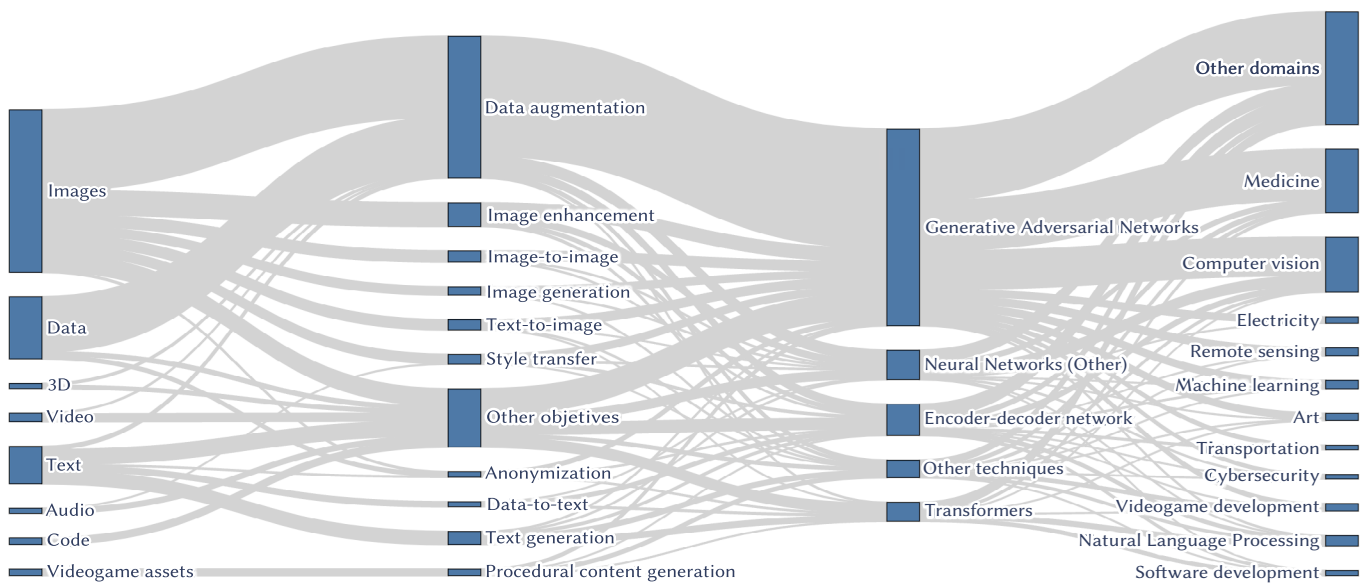 Images
Data
3D
Video
Text
Audio
Code
Videogame assets
Data augmentation
Image enhancement
Image-to-image
Image generation
Text-to-image
Style transfer
Other objetives
Anonymization
Data-to-text
Text generation
Procedural content generation
Generative Adversarial Networks
Neural Networks (Other)
Encoder-decoder network
Other techniques
Transformers
Other domains
Medicine
Computer vision
Electricity
Remote sensing
Machine learning
Art
Transportation
Cybersecurity
Videogame development
Natural Language Processing
Software development